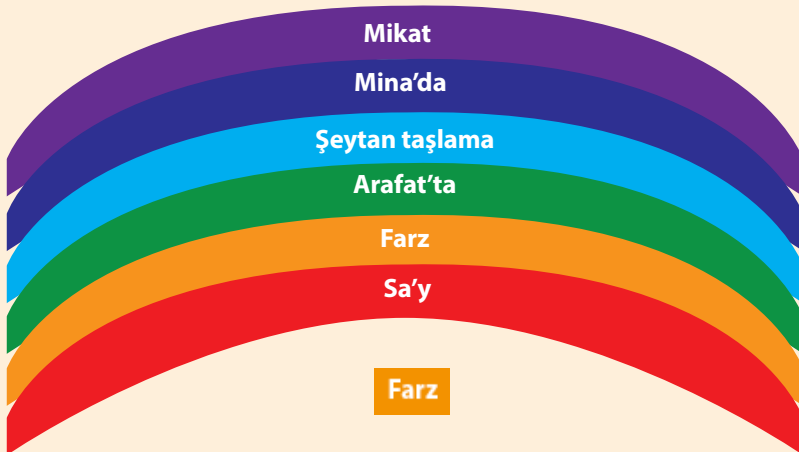 Mikat
Mina’da
Şeytan taşlama
Arafat’ta
Farz
Sa’y
Farz